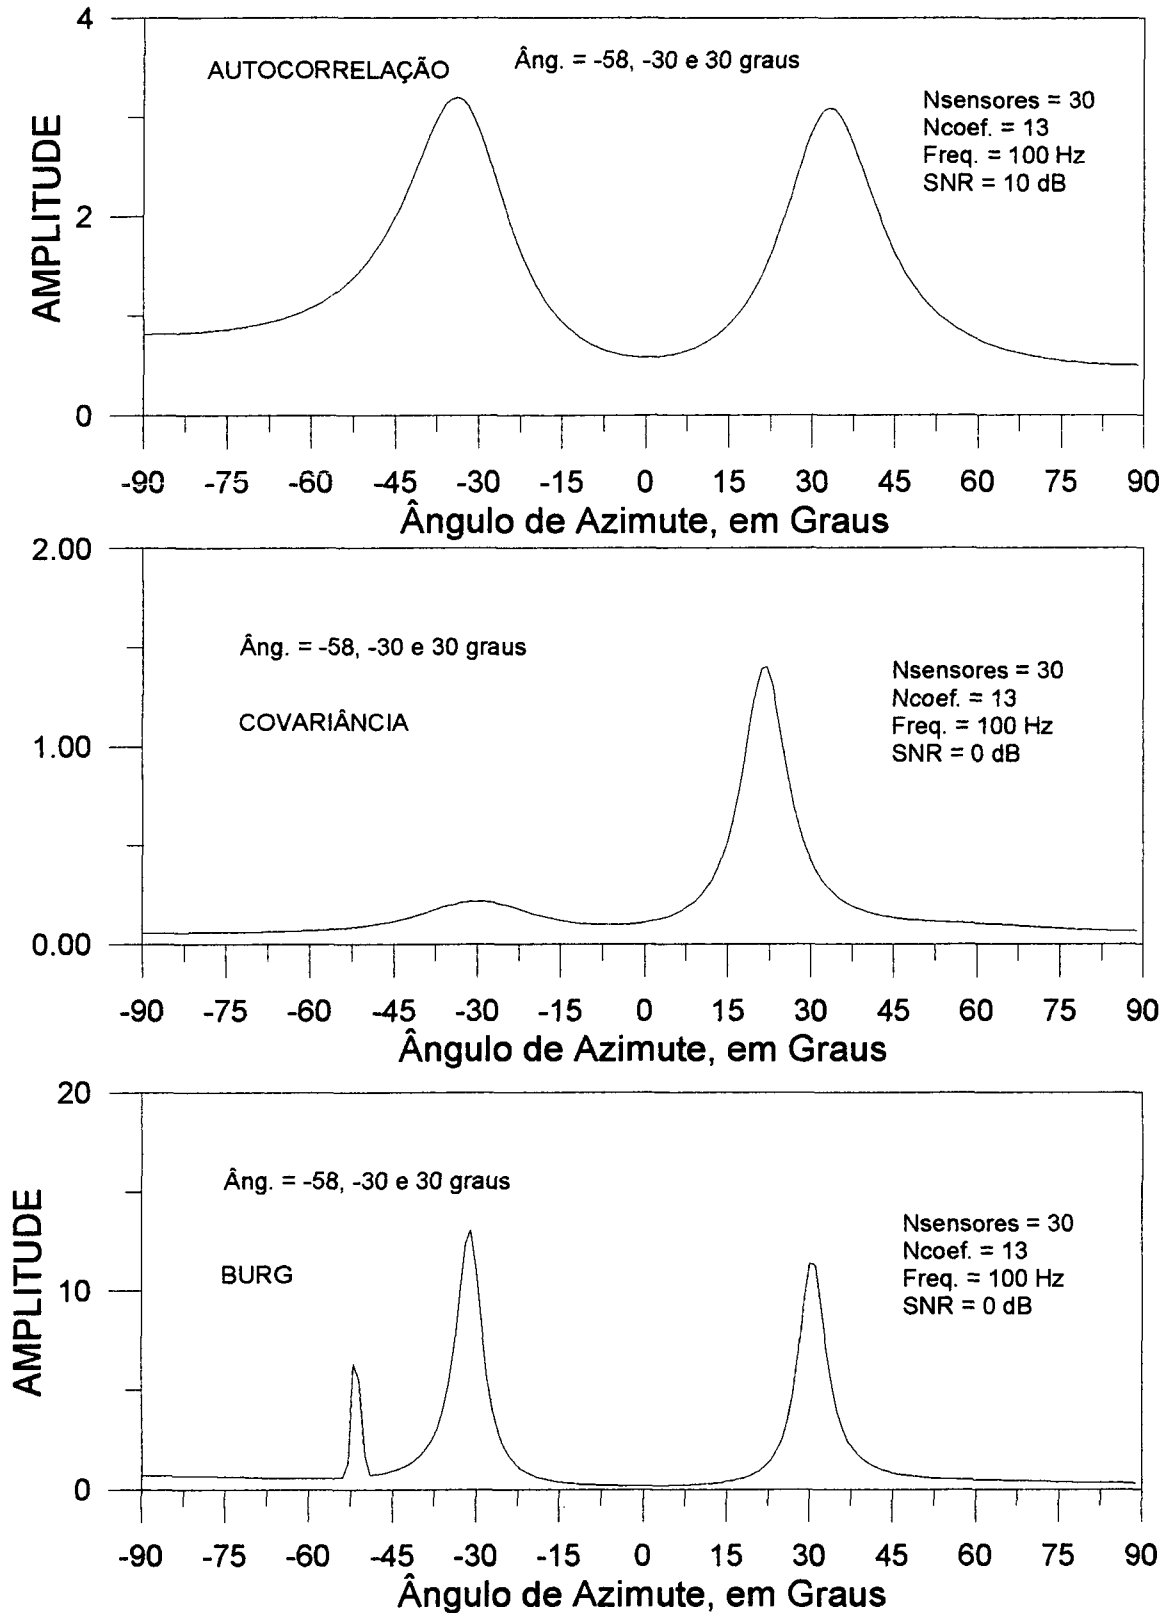 4
AUTOCORRELAÇÃO
Âng. = -58, -30 e 30 graus
Nsensores = 30
Ncoef. = 13
Freq. = 100 Hz
SNR = 10 dB
AMPLITUDE
2
0
-90 -75 -60 -45 -30 -15 0 15 30 45 60 75 90
Ângulo de Azimute, em Graus
2.00
Âng. = -58, -30 e 30 graus
COVARIÂNCIA
Nsensores = 30
Ncoef. = 13
Freq. = 100 Hz
SNR = 0 dB
1.00
0.00
-90 -75 -60 -45 -30 -15 0 15 30 45 60 75 90
Ângulo de Azimute, em Graus
20
Âng. = -58, -30 e 30 graus
BURG
Nsensores = 30
Ncoef. = 13
Freq. = 100 Hz
SNR = 0 dB
AMPLITUDE
10
0
-90 -75 -60 -45 -30 -15 0 15 30 45 60 75 90
Ângulo de Azimute, em Graus